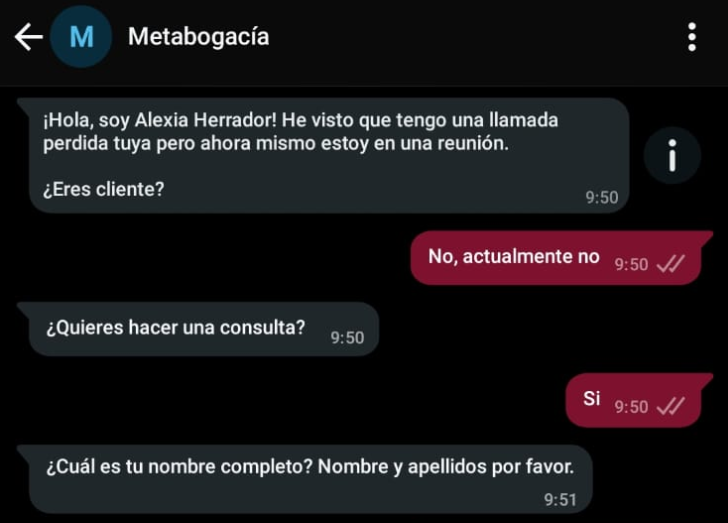 M Metabogacía
¡Hola, soy Alexia Herrador! He visto que tengo una llamada
perdida tuya pero ahora mismo estoy en una reunión.
¿Eres cliente?
9:50
No, actualmente no 9:50
¿Quieres hacer una consulta? 9:50
Si 9:50
¿Cuál es tu nombre completo? Nombre y apellidos por favor.
9:51